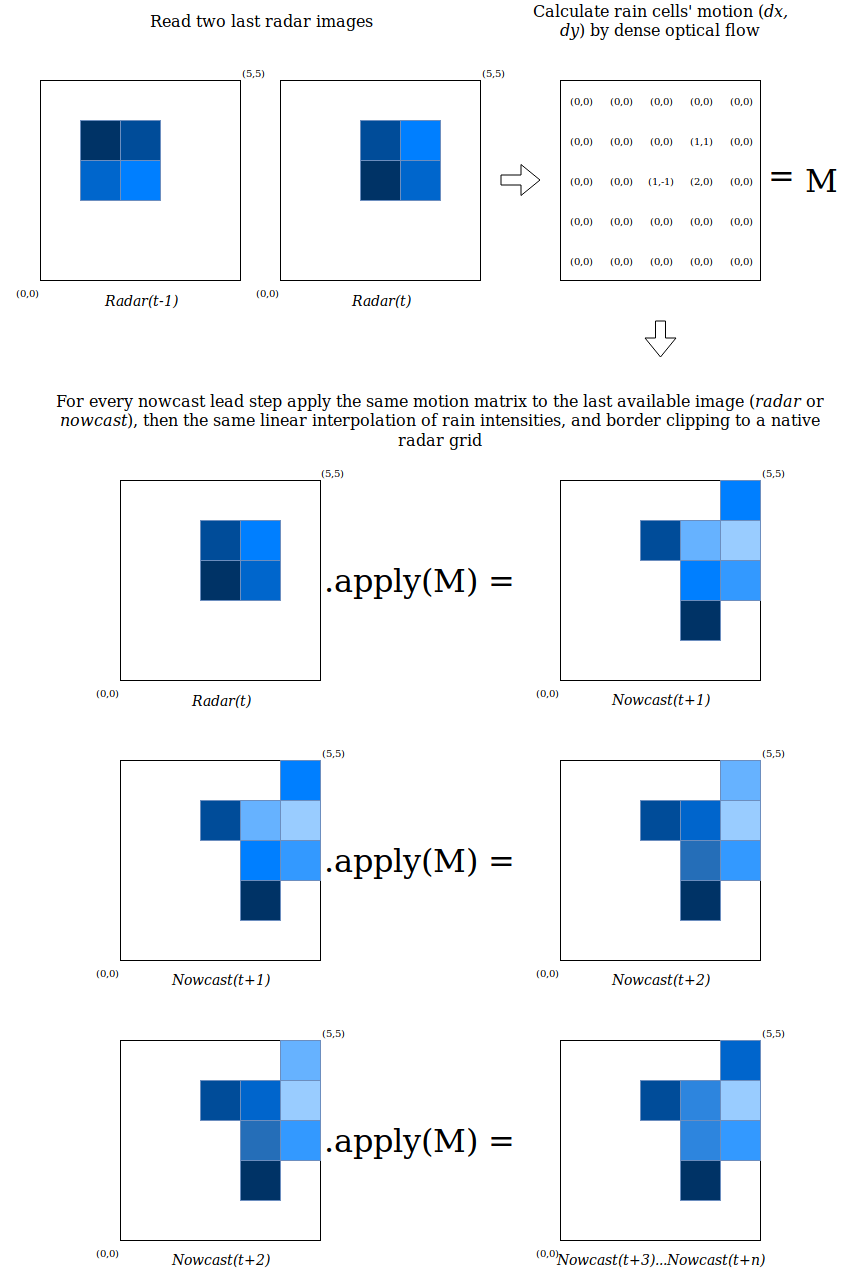 Read two last radar images
Calculate rain cells' motion (dx,
dy) by dense optical flow
(5,5)
(5,5)
(0,0) (0,0) (0,0) (0,0) (0,0)
(0,0) (0,0) (0,0) (1,1) (0,0)
(0,0) (0,0) (1,-1) (2,0) (0,0)
= M
(0,0) (0,0) (0,0) (0,0) (0,0)
(0,0) (0,0) (0,0) (0,0) (0,0)
(0,0)
(0,0)
Radar(t-1)
Radar(t)
For every nowcast lead step apply the same motion matrix to the last available image (radar or
nowcast), then the same linear interpolation of rain intensities, and border clipping to a native
radar grid
(5,5)
(5,5)
.apply(M) =
(0,0)
(0,0)
Radar(t)
Nowcast(t+1)
(5,5)
(5,5)
.apply(M) =
(0,0)
(0,0)
Nowcast(t+1)
Nowcast(t+2)
(5,5)
(5,5)
.apply(M) =
(0,0)
(0,0)
Nowcast(t+2)
Nowcast(t+3)...Nowcast(t+n)